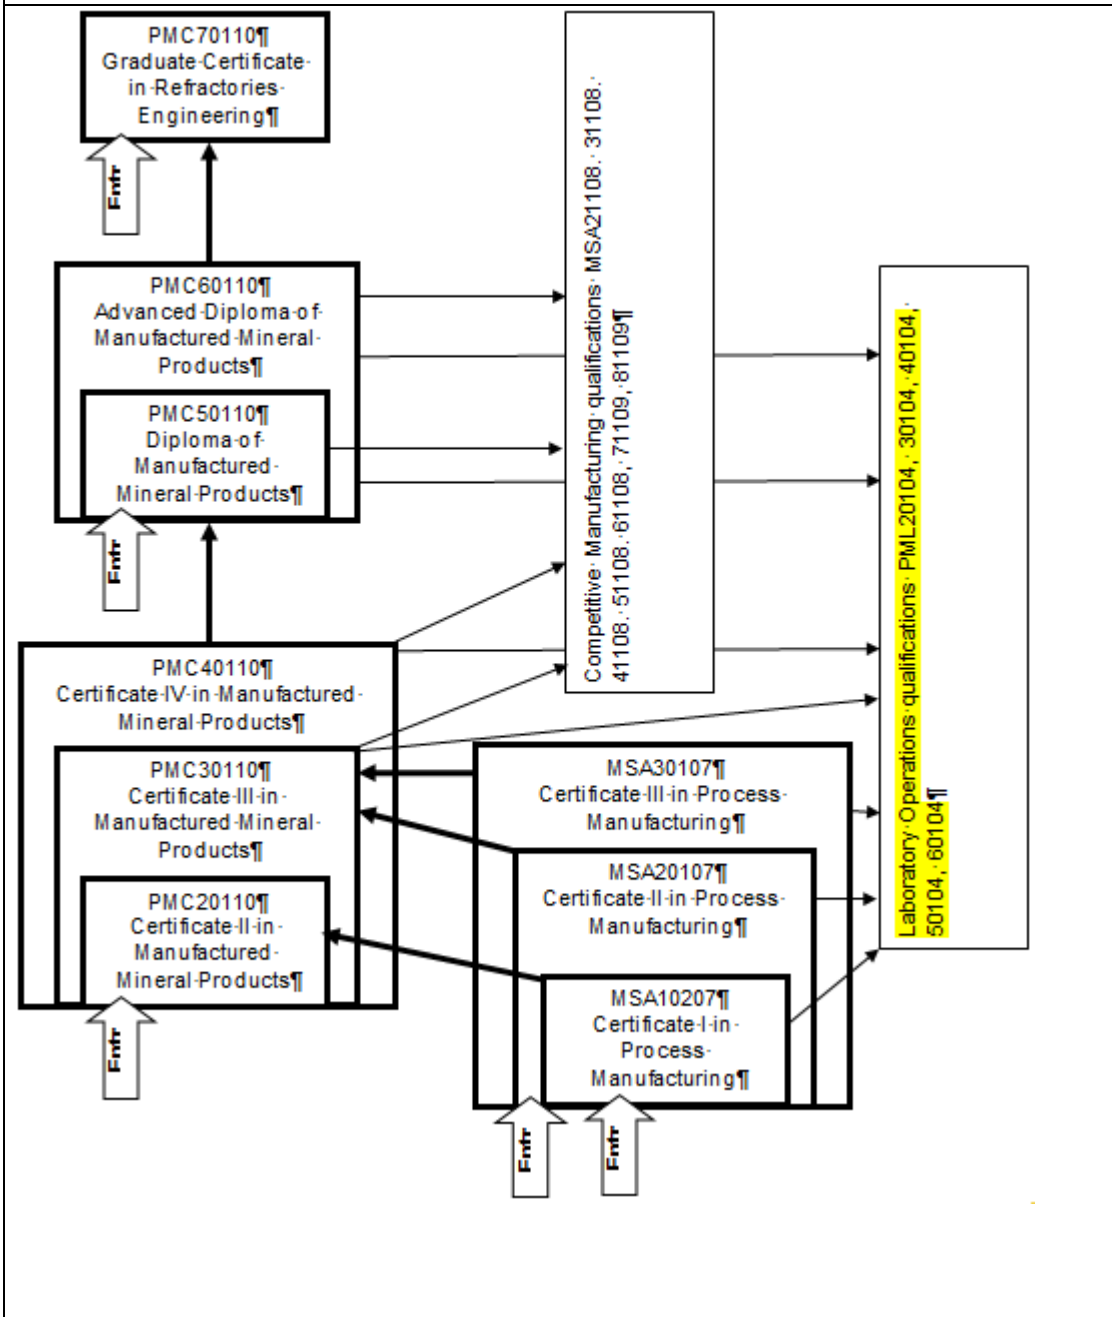 PMC70110¶
Graduate·Certificate·
in·Refractories·
Engineering¶
PMC60110¶
Advanced·Diploma·of·
Manufactured·Mineral·
Products¶
PMC50110¶
Diploma·of·
Manufactured·
Mineral·Products¶
PMC40110¶
Certificate·IV·in·Manufactured·
Mineral·Products¶
PMC30110¶
Certificate·III·in·
Manufactured·Mineral·
Products¶
PMC20110¶
Certificate·II·in·
Manufactured·
Mineral·Products¶
MSA30107¶
Certificate·III·in·Process·
Manufacturing¶
MSA20107¶
Certificate·II·in·Process·
Manufacturing¶
MSA10207¶
Certificate·I·in·
Process·
Manufacturing¶
Competitive·Manufacturing·qualifications·MSA21108.·31108.·
41108.·51108.·61108,·71109,·81109¶
Laboratory·Operations·qualifications·PML20104,·30104,·40104,·
50104,·60104¶